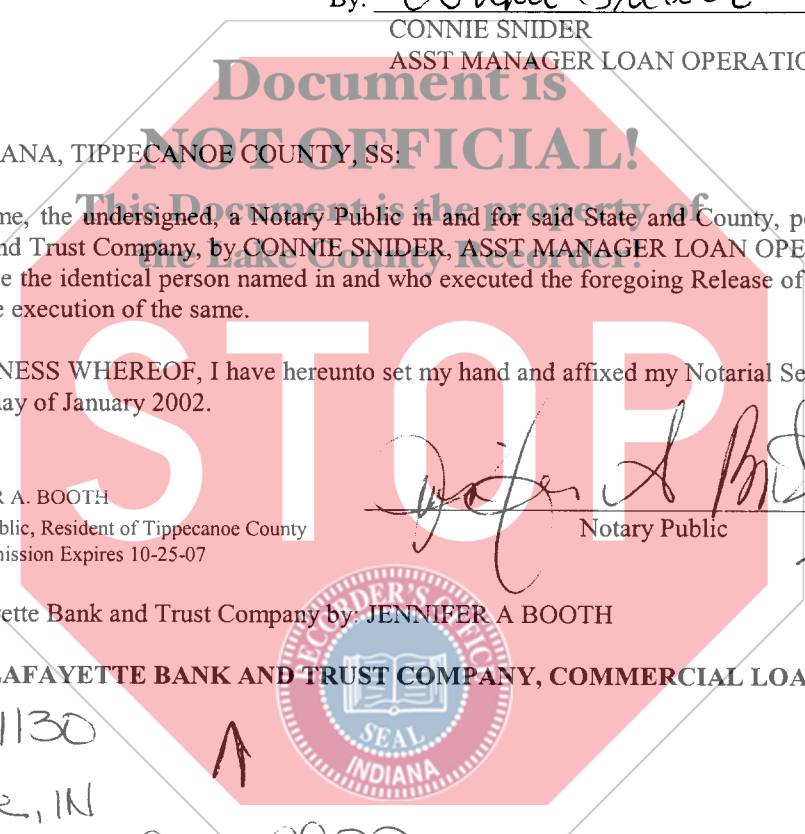 By:
CONNIE SNIDER
ASST MANAGER LOAN OPERATIO
Document is
NOT OFFICIAL!
ANA, TIPPECANOE COUNTY, SS:
This Document is the property of
the Lake County Recorder!
me, the undersigned, a Notary Public in and for said State and County, pe
nd Trust Company, by CONNIE SNIDER, ASST MANAGER LOAN OPE
e the identical person named in and who executed the foregoing Release of
e execution of the same.
STOP
NESS WHEREOF, I have hereunto set my hand and affixed my Notarial Se
day of January 2002.
R A. BOOTH
blic, Resident of Tippecanoe County
mission Expires 10-25-07
Notary Public
ette Bank and Trust Company by: JENNIFER A BOOTH
LAFAYETTE BANK AND TRUST COMPANY, COMMERCIAL LOA
RECORDER'S OFFICE
SEAL
INDIANA
1130
, IN